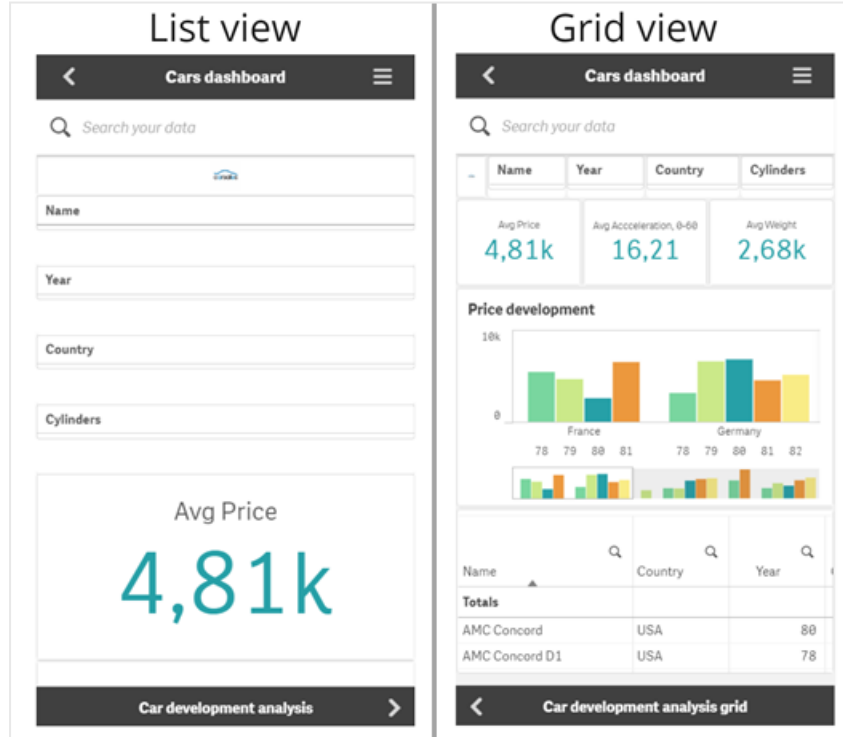 List view
Cars dashboard
Search your data
Name
Year
Country
Cylinders
Avg Price
4,81k
Car development analysis
Grid view
Cars dashboard
Search your data
Name Year Country Cylinders
Avg Price Avg Accceleration, 0-60 Avg Weight
4,81k 16,21 2,68k
Price development
10k
0
France Germany
78 79 80 81 78 79 80 81 82
Name Country Year
Totals
AMC Concord USA 80
AMC Concord D1 USA 78
Car development analysis grid